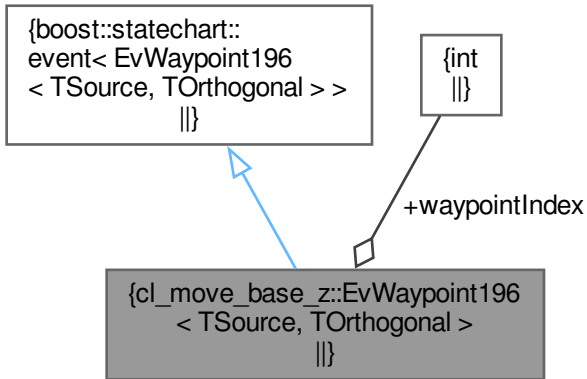 {boost::statechart::
event< EvWaypoint196
< TSource, TOrthogonal > >
||}
{int
||}
+waypointIndex
{cl_move_base_z::EvWaypoint196
< TSource, TOrthogonal >
||}